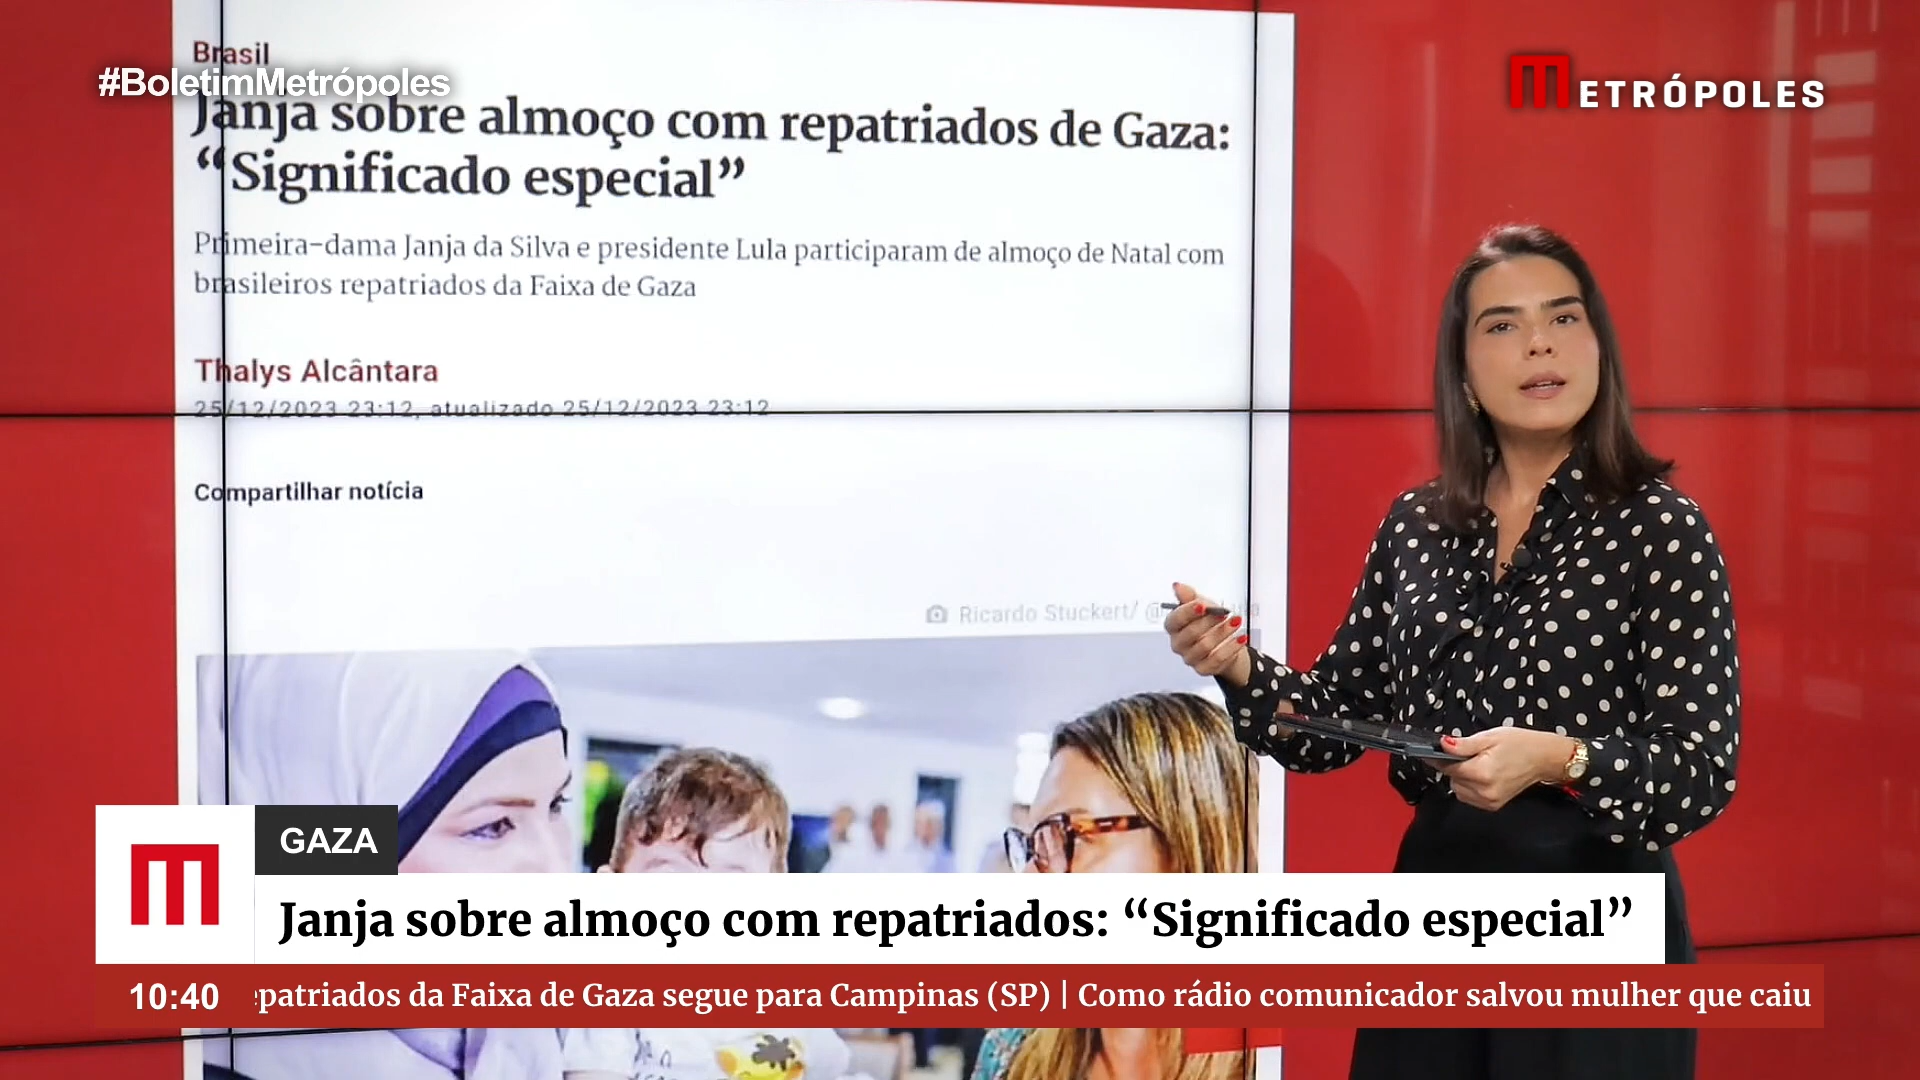 Brasil
#BoletimMetrópoles
METRÓPOLES
Janja sobre almoço com repatriados de Gaza:
“Significado especial”
Primeira-dama Janja da Silva e presidente Lula participaram de almoço de Natal com
brasileiros repatriados da Faixa de Gaza
Thalys Alcântara
25/12/2023 23:12, atualizado 25/12/2023 23:12
Compartilhar notícia
Ricardo Stuckert/
GAZA
Janja sobre almoço com repatriados: “Significado especial”
10:40
epatriados da Faixa de Gaza segue para Campinas (SP) | Como rádio comunicador salvou mulher que caiu